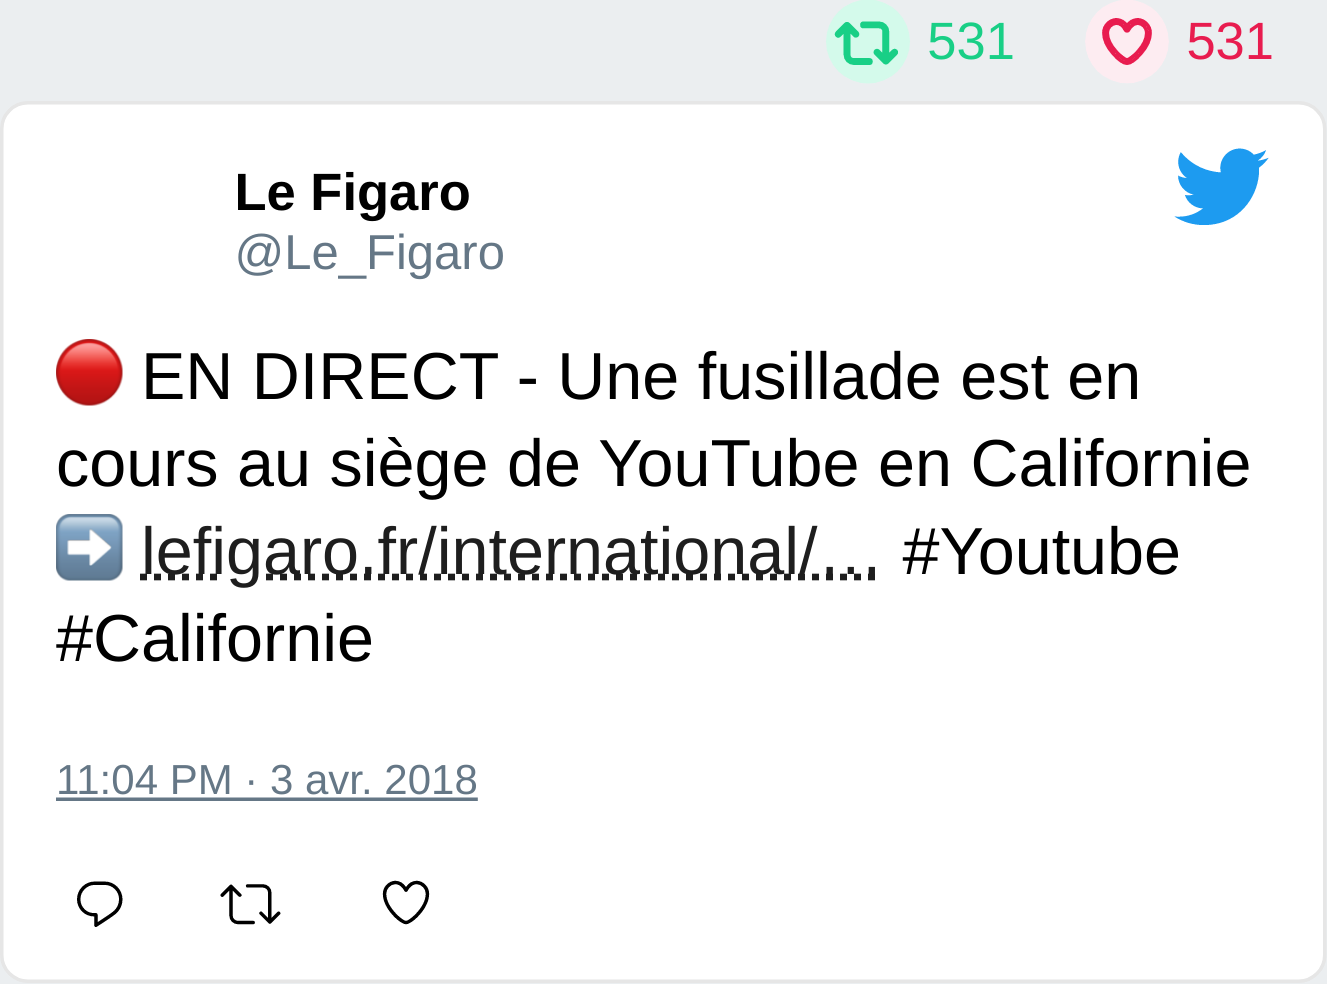 531 531
Le Figaro
@Le_Figaro
🔴 EN DIRECT - Une fusillade est en
cours au siège de YouTube en Californie
➡️ lefigaro.fr/international/… #Youtube
#Californie
11:04 PM · 3 avr. 2018